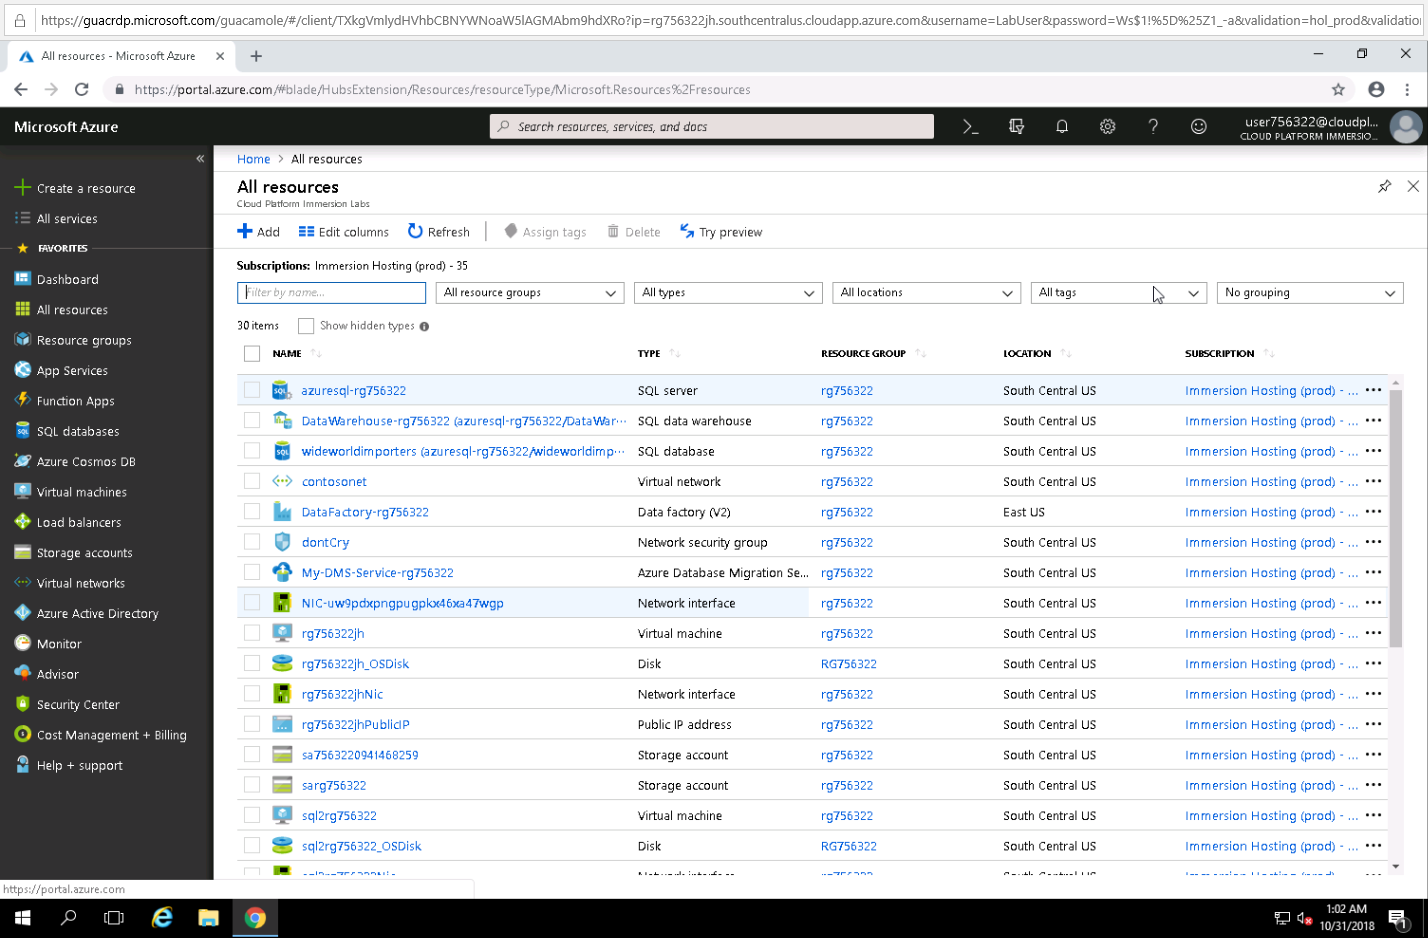 https://guacrdp.microsoft.com/guacamole/#/client/TXkgVmlydHVhbCBNYWNoaW5lAGMAbm9hdXRo?ip=rg756322jh.southcentralus.cloudapp.azure.com&username=LabUser&password=Ws$1!%5D%25Z1_-a&validation=hol_prod&validation
All resources - Microsoft Azure
https://portal.azure.com/#blade/HubsExtension/Resources/resourceType/Microsoft.Resources%2Fresources
Microsoft Azure
Search resources, services, and docs
user756322@cloudpl...
CLOUD PLATFORM IMMERSIO...
Create a resource
All services
FAVORITES
Dashboard
All resources
Resource groups
App Services
Function Apps
SQL databases
Azure Cosmos DB
Virtual machines
Load balancers
Storage accounts
Virtual networks
Azure Active Directory
Monitor
Advisor
Security Center
Cost Management + Billing
Help + support
Home > All resources
All resources
Cloud Platform Immersion Labs
Add Edit columns Refresh Assign tags Delete Try preview
Subscriptions: Immersion Hosting (prod) - 35
Filter by name... All resource groups All types All locations All tags No grouping
30 items Show hidden types
NAME TYPE RESOURCE GROUP LOCATION SUBSCRIPTION
azuresql-rg756322 SQL server rg756322 South Central US Immersion Hosting (prod) - ...
DataWarehouse-rg756322 (azuresql-rg756322/DataWar... SQL data warehouse rg756322 South Central US Immersion Hosting (prod) - ...
wideworldimporters (azuresql-rg756322/wideworldimp... SQL database rg756322 South Central US Immersion Hosting (prod) - ...
contosonet Virtual network rg756322 South Central US Immersion Hosting (prod) - ...
DataFactory-rg756322 Data factory (V2) rg756322 East US Immersion Hosting (prod) - ...
dontCry Network security group rg756322 South Central US Immersion Hosting (prod) - ...
My-DMS-Service-rg756322 Azure Database Migration Se... rg756322 South Central US Immersion Hosting (prod) - ...
NIC-uw9pdxpngpugpkx46xa47wgp Network interface rg756322 South Central US Immersion Hosting (prod) - ...
rg756322jh Virtual machine rg756322 South Central US Immersion Hosting (prod) - ...
rg756322jh_OSDisk Disk RG756322 South Central US Immersion Hosting (prod) - ...
rg756322jhNic Network interface rg756322 South Central US Immersion Hosting (prod) - ...
rg756322jhPublicIP Public IP address rg756322 South Central US Immersion Hosting (prod) - ...
sa7563220941468259 Storage account rg756322 South Central US Immersion Hosting (prod) - ...
sarg756322 Storage account rg756322 South Central US Immersion Hosting (prod) - ...
sql2rg756322 Virtual machine rg756322 South Central US Immersion Hosting (prod) - ...
sql2rg756322_OSDisk Disk RG756322 South Central US Immersion Hosting (prod) - ...
https://portal.azure.com
1:02 AM
10/31/2018
1